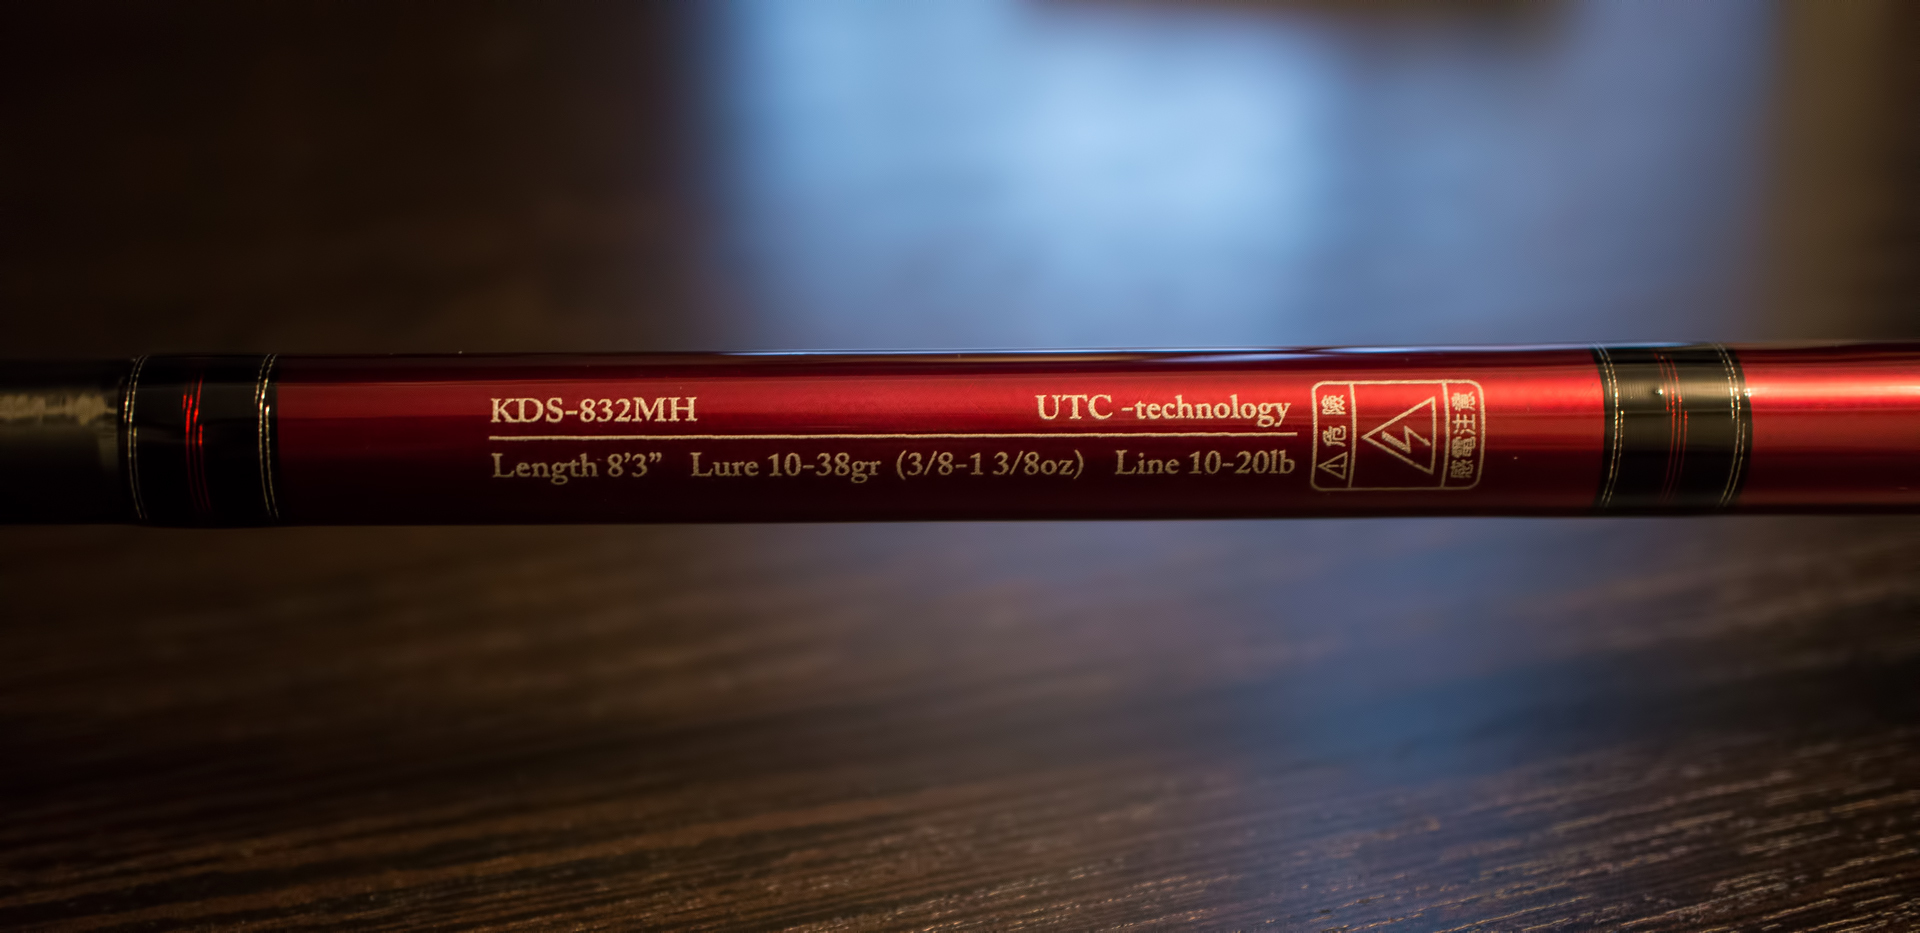 KDS-832MH UTC -technology
Length 8’3” Lure 10-38gr (3/8-1 3/8oz) Line 10-20lb
危険
感電注意